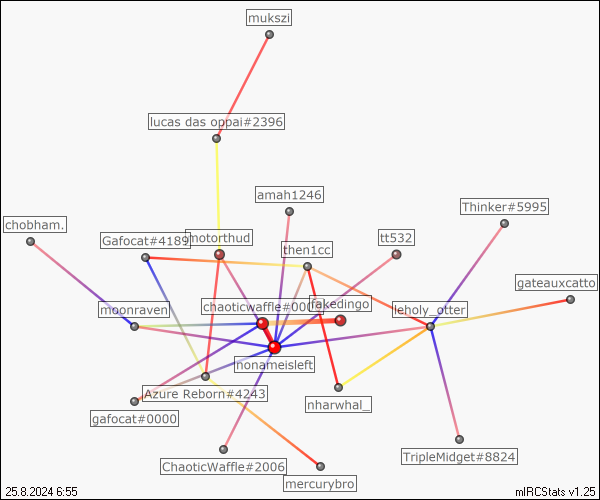 mukszi
lucas das oppai#2396
amah1246
Thinker#5995
chobham.
Gafocat#4189
motorthud
tt532
then1cc
gateauxcatto
moonraven
chaoticwaffle#000
fakedingo
leholy_otter
nonameisleft
Azure Reborn#4243
nharwhal_
gafocat#0000
ChaoticWaffle#2006
TripleMidget#8824
mercurybro
25.8.2024 6:55
mIRCStats v1.25